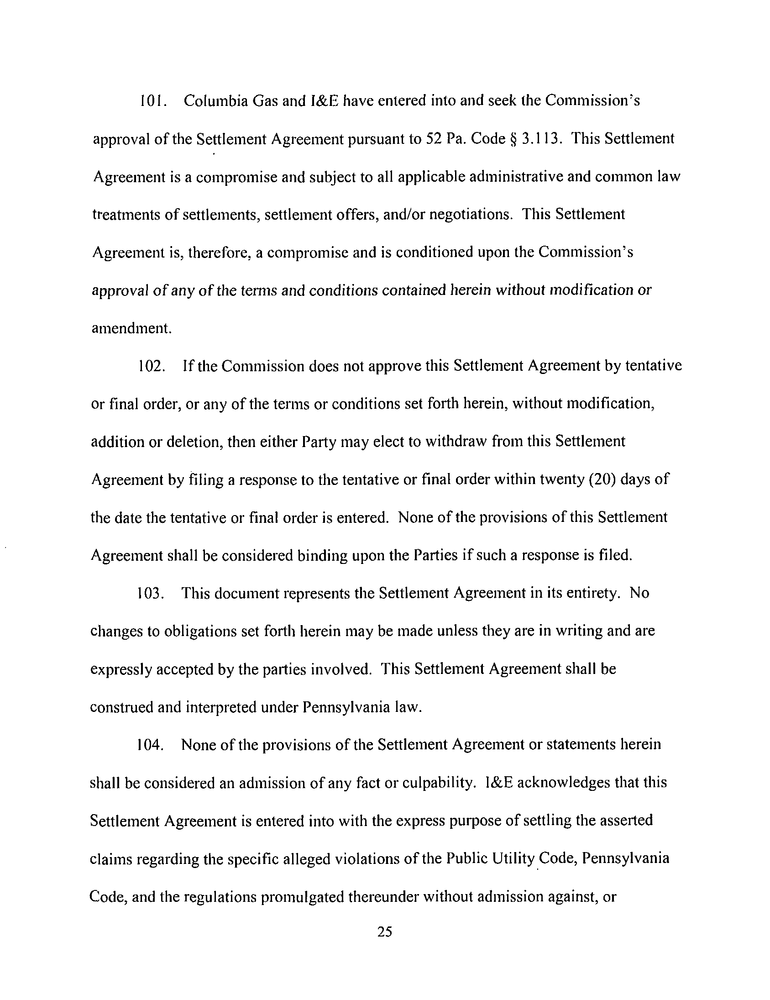 101. Columbia Gas and I&E have entered into and seek the Commission's
approval of the Settlement Agreement pursuant to 52 Pa. Code § 3.113. This Settlement
Agreement is a compromise and subject to all applicable administrative and common law
treatments of settlements, settlement offers, and/or negotiations. This Settlement
Agreement is, therefore, a compromise and is conditioned upon the Commission's
approval of any of the terms and conditions contained herein without modification or
amendment.
102. If the Commission does not approve this Settlement Agreement by tentative
or final order, or any of the terms or conditions set forth herein, without modification,
addition or deletion, then either Party may elect to withdraw from this Settlement
Agreement by filing a response to the tentative or final order within twenty (20) days of
the date the tentative or final order is entered. None of the provisions of this Settlement
Agreement shall be considered binding upon the Parties if such a response is filed.
103. This document represents the Settlement Agreement in its entirety. No
changes to obligations set forth herein may be made unless they are in writing and are
expressly accepted by the parties involved. This Settlement Agreement shall be
construed and interpreted under Pennsylvania law.
104. None of the provisions of the Settlement Agreement or statements herein
shall be considered an admission of any fact or culpability. I&E acknowledges that this
Settlement Agreement is entered into with the express purpose of settling the asserted
claims regarding the specific alleged violations of the Public Utility Code, Pennsylvania
Code, and the regulations promulgated thereunder without admission against, or
25